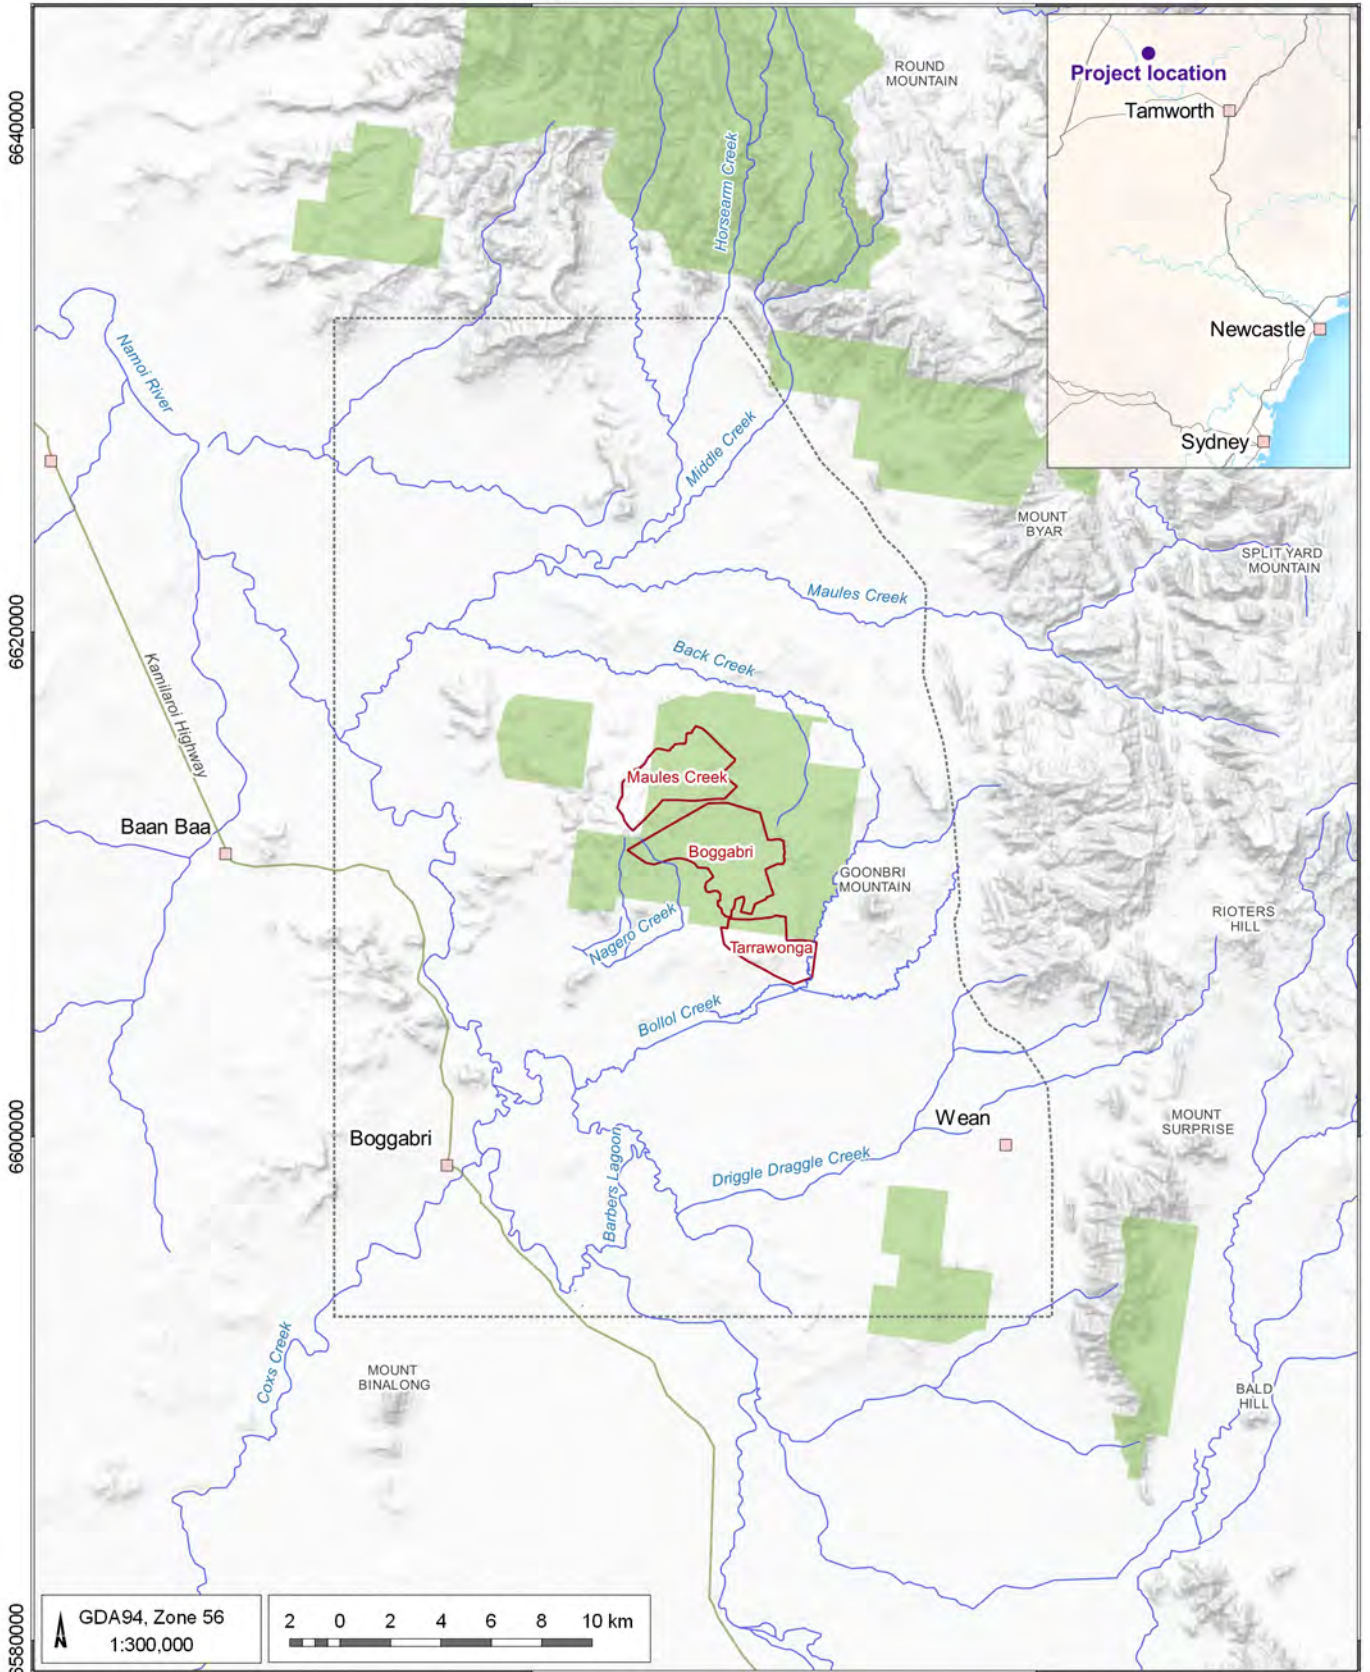 ROUND
MOUNTAIN
Project location
Tamworth
Newcastle
Sydney
6640000
Horsearm Creek
Namoi River
Middle Creek
MOUNT
BYAR
SPLIT YARD
MOUNTAIN
Maules Creek
6620000
Back Creek
Kamilaroi Highway
Maules Creek
Baan Baa
Boggabri
GOONBRI
MOUNTAIN
RIOTERS
HILL
Nagero Creek
Tarrawonga
Bollol Creek
6600000
Wean
MOUNT
SURPRISE
Boggabri
Barbers Lagoon
Driggle Draggle Creek
Coxs Creek
MOUNT
BINALONG
BALD
HILL
6580000
GDA94, Zone 56
1:300,000
N
2 0 2 4 6 8 10 km